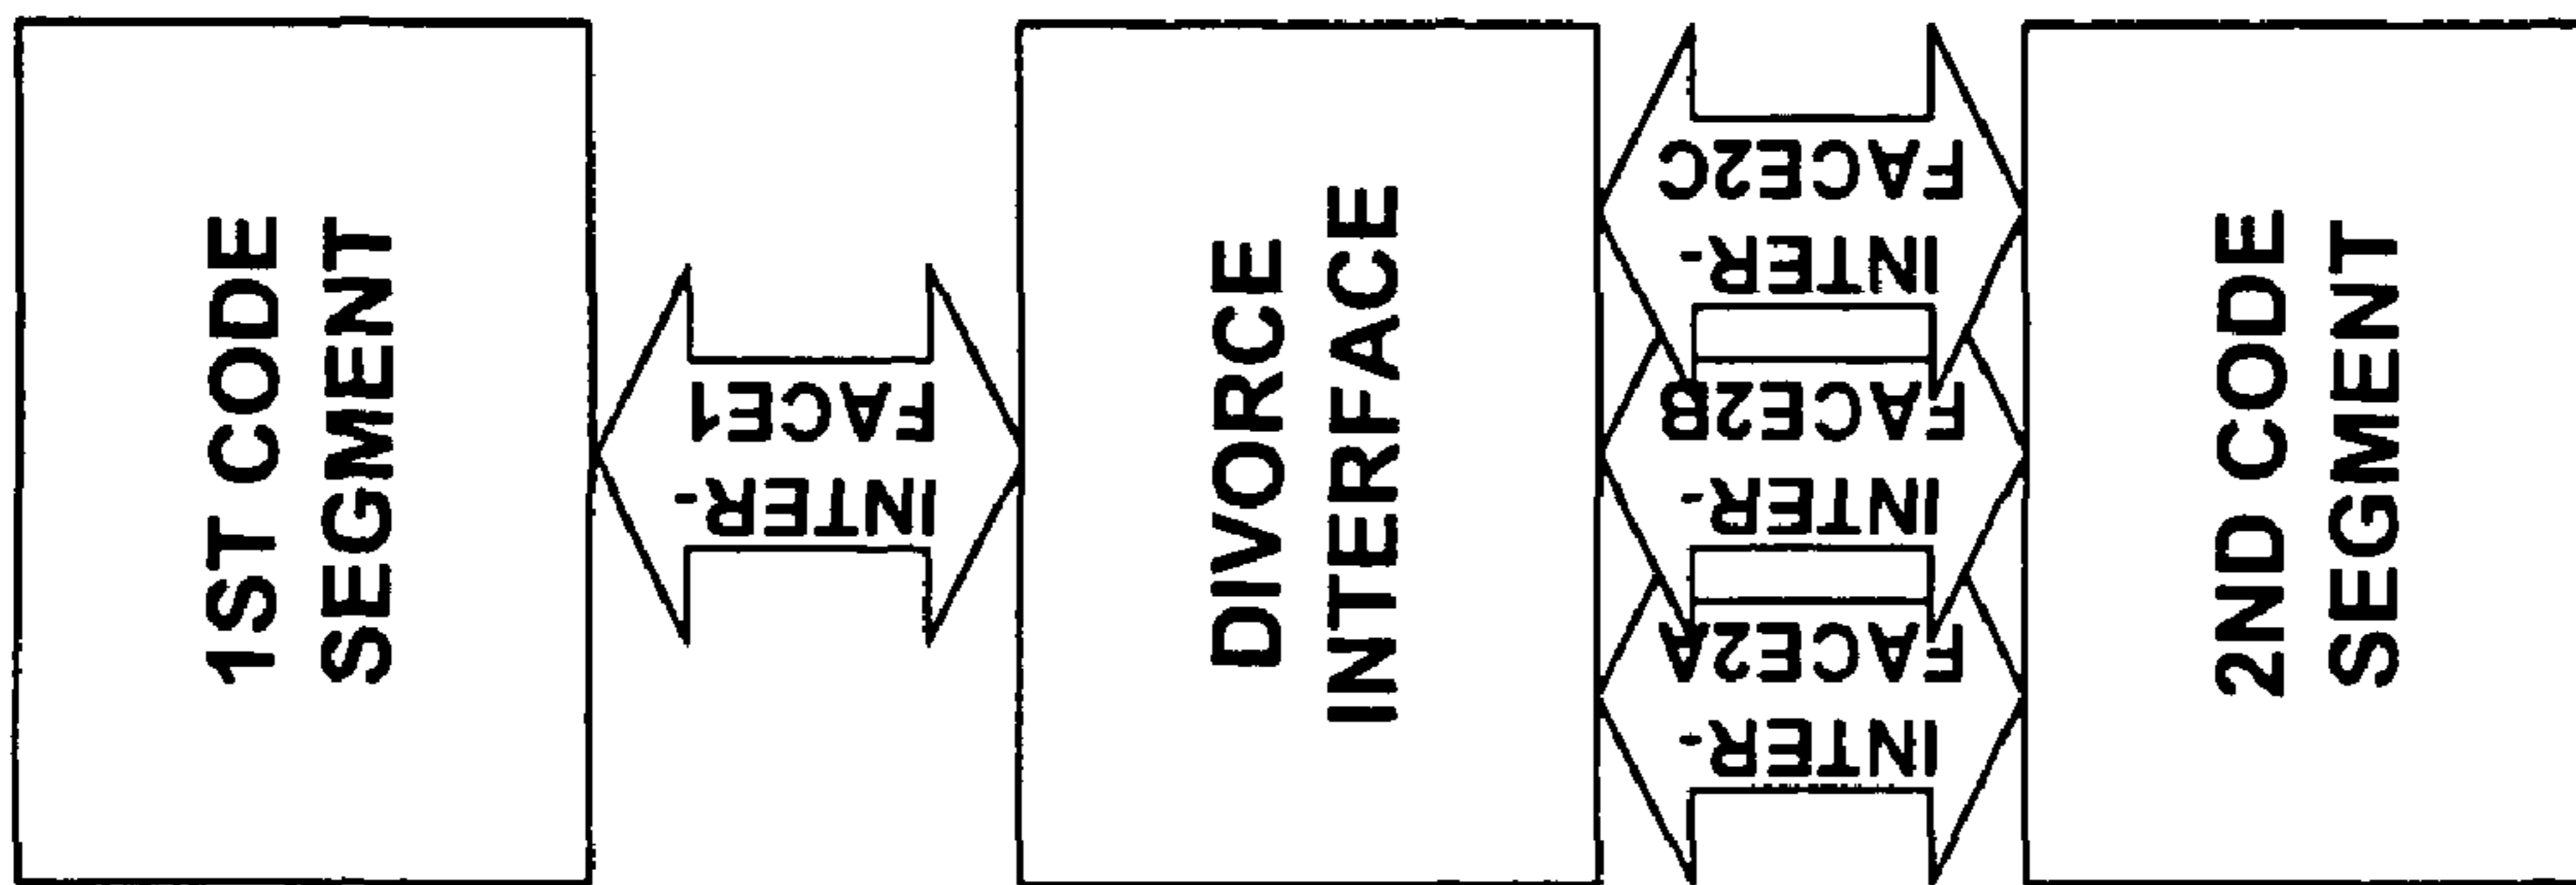 1ST CODE
SEGMENT
INTER-
FACE1
DIVORCE
INTERFACE
INTER-
FACE2A
INTER-
FACE2B
INTER-
FACE2C
2ND CODE
SEGMENT